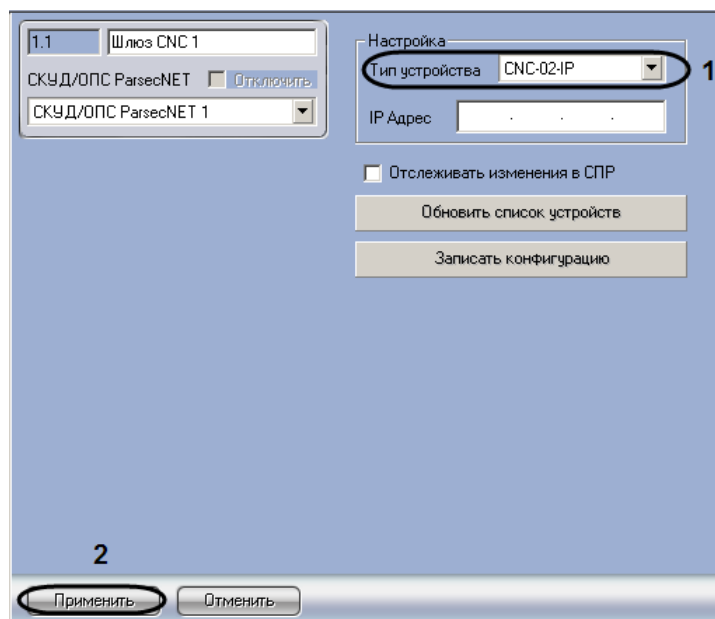 1.1 Шлюз CNC 1
СКУД/ОПС ParsecNET Отключить
СКУД/ОПС ParsecNET 1
Настройка
Тип устройства CNC-02-IP 1
IP Адрес . . .
Отслеживать изменения в СПР
Обновить список устройств
Записать конфигурацию
2
Применить Отменить